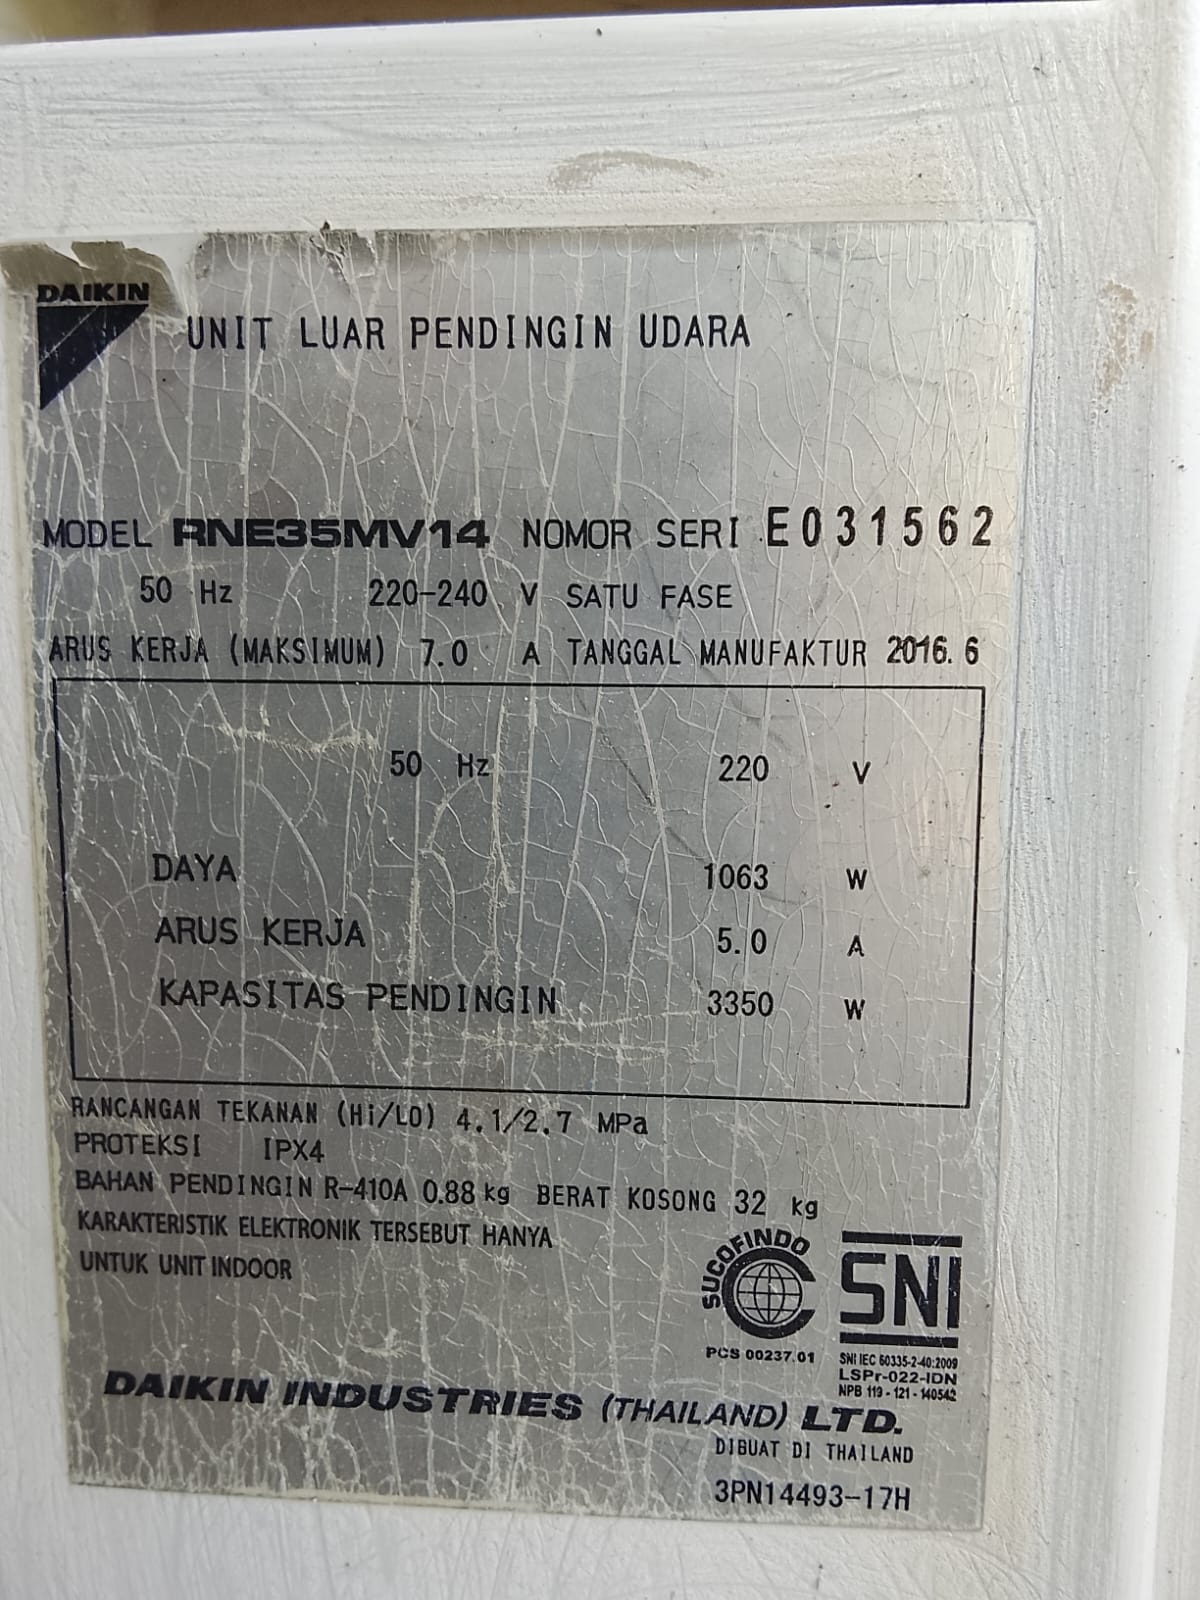 DAIKIN
UNIT LUAR PENDINGIN UDARA
MODEL RNE35MV14 NOMOR SERI E031562
50 Hz 220-240 V SATU FASE
ARUS KERJA (MAKSIMUM) 7.0 A TANGGAL MANUFAKTUR 2016.6
50 Hz 220 V
DAYA 1063 W
ARUS KERJA 5.0 A
KAPASITAS PENDINGIN 3350 W
RANCANGAN TEKANAN (Hi/LO) 4.1/2.7 MPa
PROTEKSI IPX4
BAHAN PENDINGIN R-410A 0.88 kg BERAT KOSONG 32 kg
KARAKTERISTIK ELEKTRONIK TERSEBUT HANYA
UNTUK UNIT INDOOR
SUCOFINDO
PCS 00237.01
SNI
SNI IEC 60335-2-40:2009
LSPr-022-IDN
NPB 119-121-140542
DAIKIN INDUSTRIES (THAILAND) LTD.
DIBUAT DI THAILAND
3PN14493-17H